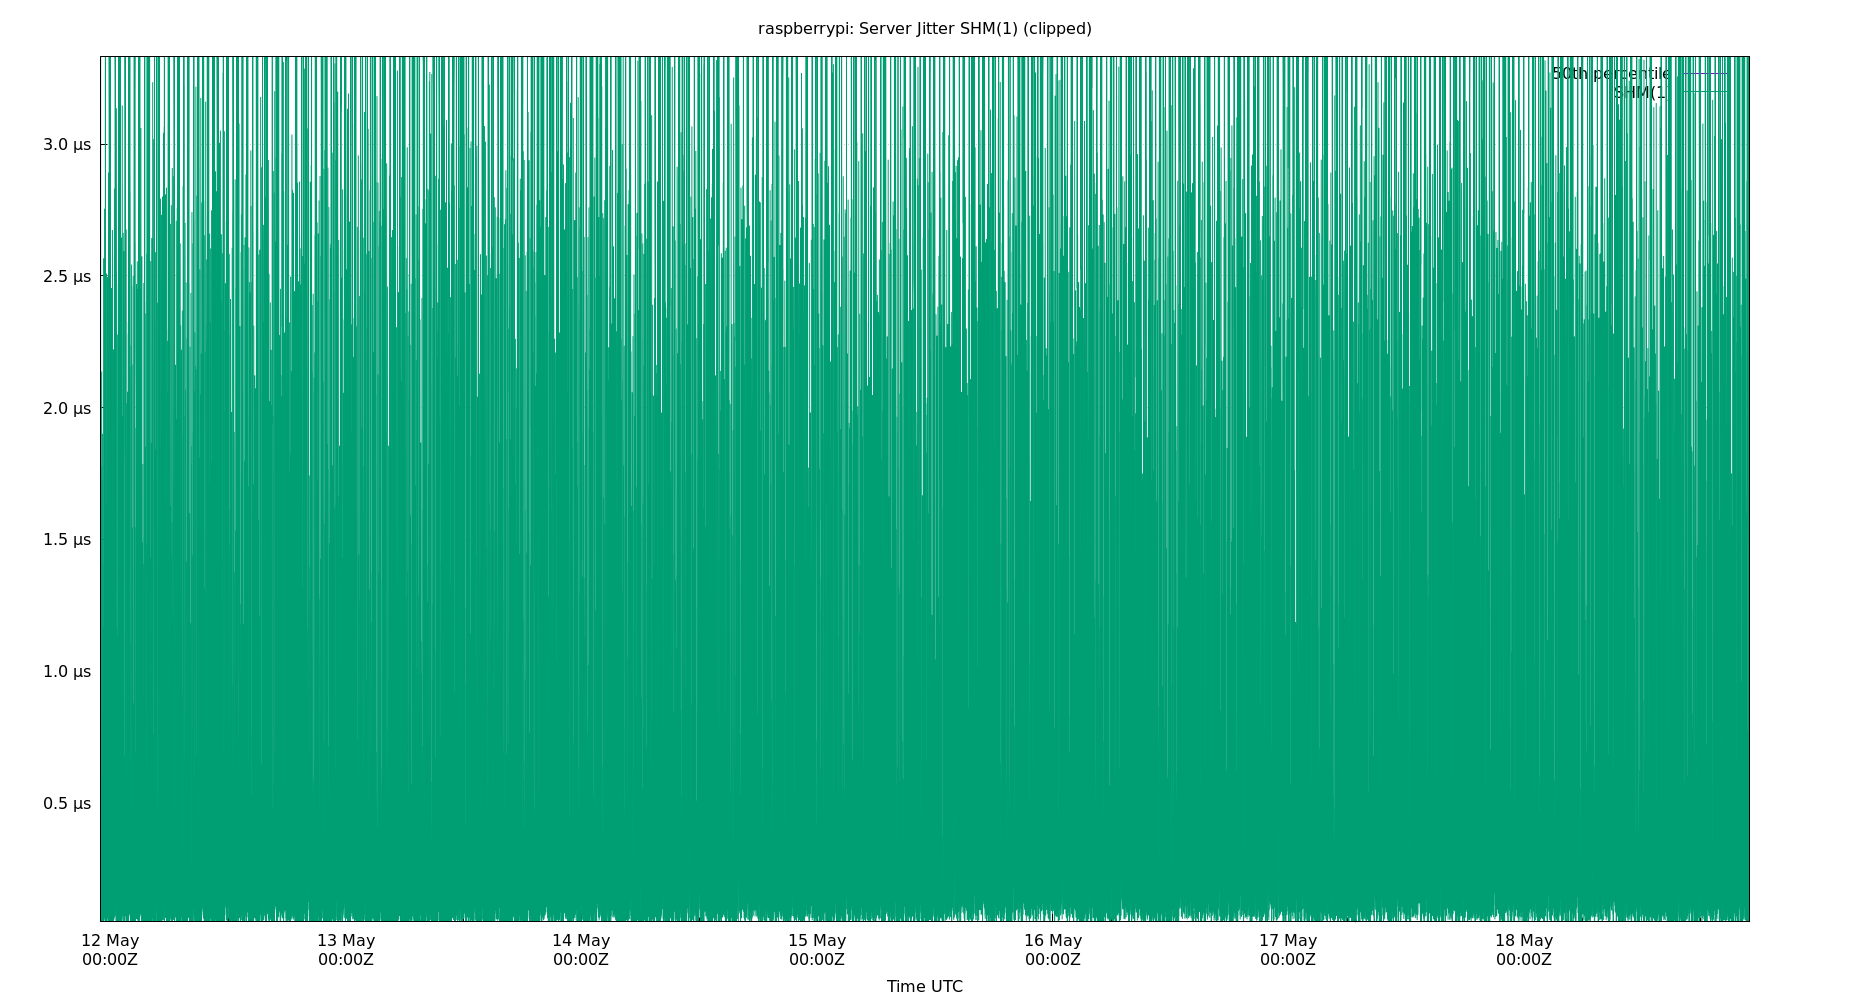 raspberrypi: Server Jitter SHM(1) (clipped)
50th percentile
SHM(1)
3.0 µs
2.5 µs
2.0 µs
1.5 µs
1.0 µs
0.5 µs
12 May 13 May 14 May 15 May 16 May 17 May 18 May
00:00Z 00:00Z 00:00Z 00:00Z 00:00Z 00:00Z 00:00Z
Time UTC